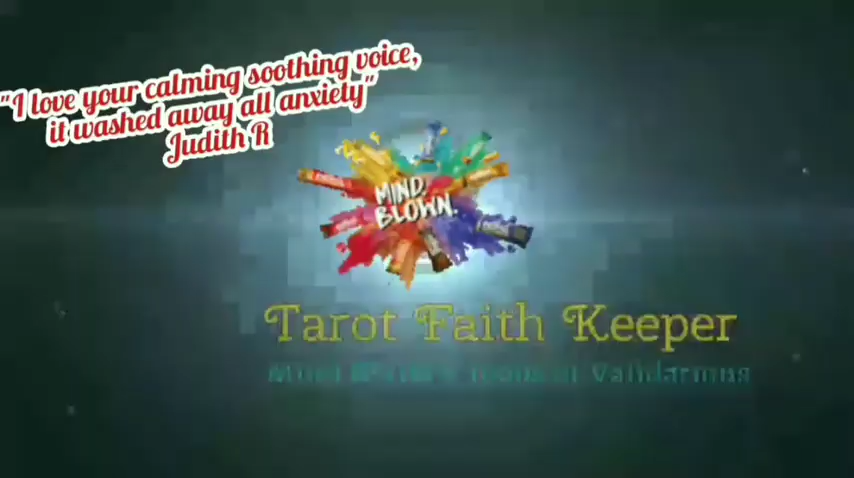 "I love your calming soothing voice,
it washed away all anxiety"
Judith R
MIND.
BLOWN.
Tarot Faith Keeper